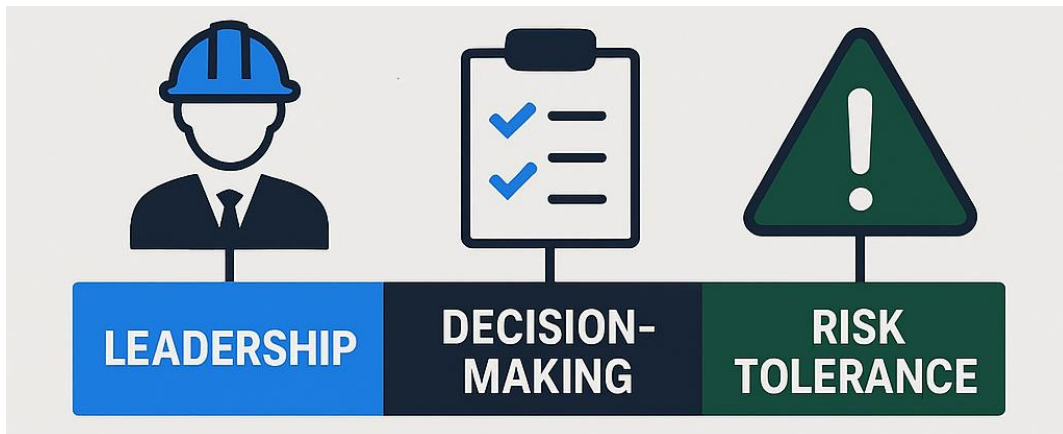 LEADERSHIP
DECISION-
MAKING
RISK
TOLERANCE